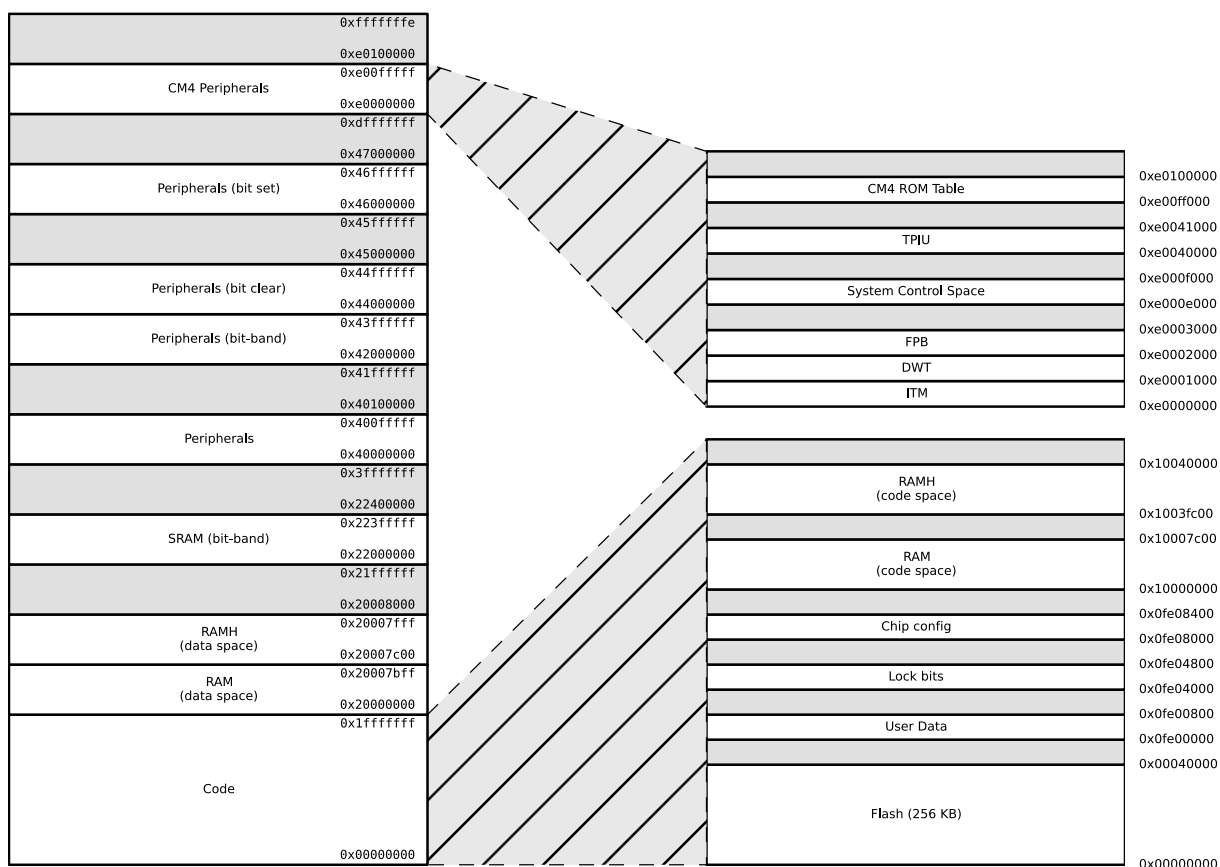 0xfffffffe
0xe0100000
0xe00fffff
CM4 Peripherals
0xe0000000
0xdfffffff
0x47000000
0x46ffffff
Peripherals (bit set)
0x46000000
0x45ffffff
0x45000000
0x44ffffff
Peripherals (bit clear)
0x44000000
0x43ffffff
Peripherals (bit-band)
0x42000000
0x41ffffff
0x40100000
0x400fffff
Peripherals
0x40000000
0x3fffffff
0x22400000
0x223fffff
SRAM (bit-band)
0x22000000
0x21ffffff
0x20008000
0x20007fff
RAMH
(data space)
0x20007c00
0x20007bff
RAM
(data space)
0x20000000
0x1fffffff
Code
0x00000000
0xe0100000
CM4 ROM Table
0xe00ff000
0xe0041000
TPIU
0xe0040000
0xe000f000
System Control Space
0xe000e000
0xe0003000
FPB
0xe0002000
DWT
0xe0001000
ITM
0xe0000000
0x10040000
RAMH
(code space)
0x1003fc00
0x10007c00
RAM
(code space)
0x10000000
0x0fe08400
Chip config
0x0fe08000
0x0fe04800
Lock bits
0x0fe04000
0x0fe00800
User Data
0x0fe00000
0x00040000
Flash (256 KB)
0x00000000